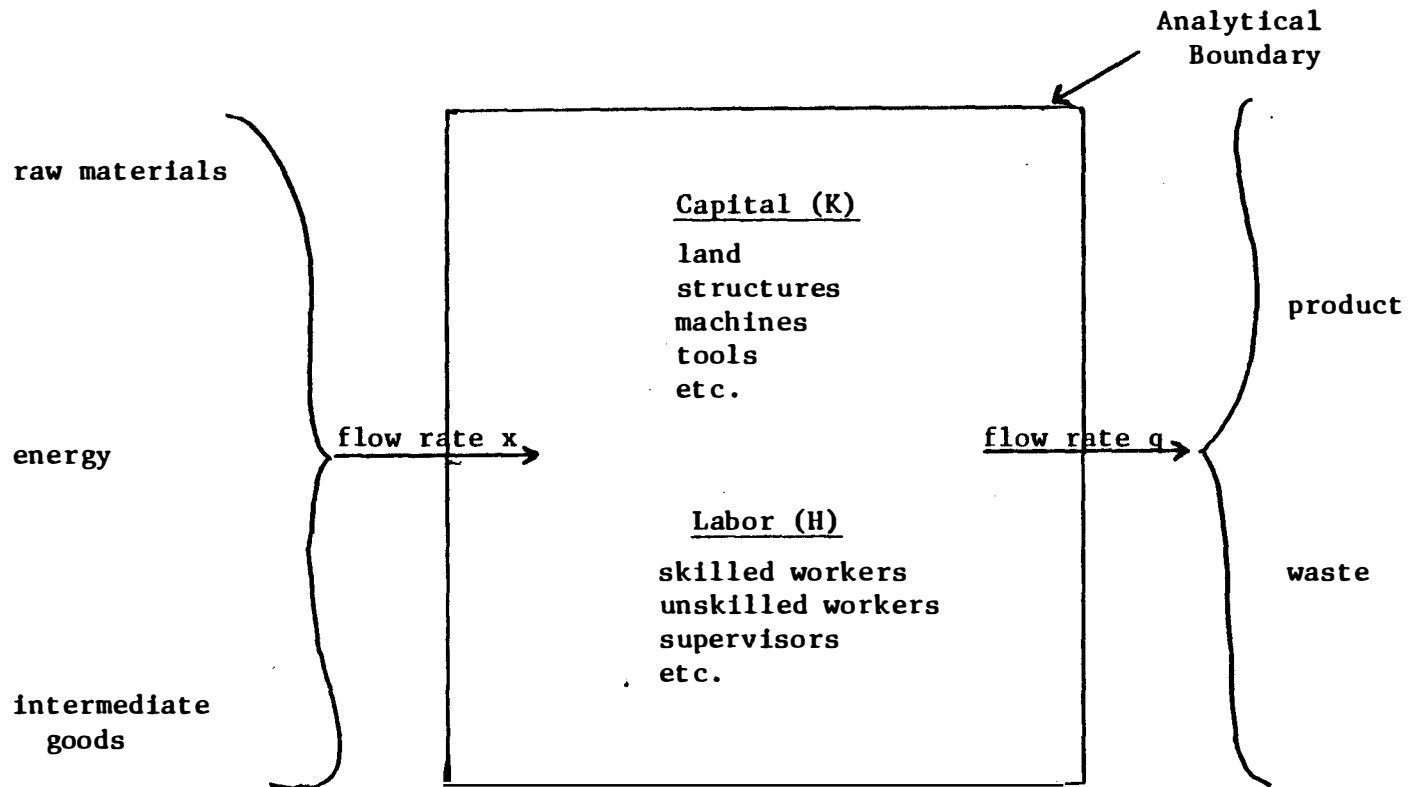 Analytical
Boundary
raw materials
energy
intermediate
goods
flow rate x
Capital (K)
land
structures
machines
tools
etc.
Labor (H)
skilled workers
unskilled workers
supervisors
etc.
flow rate q
product
waste